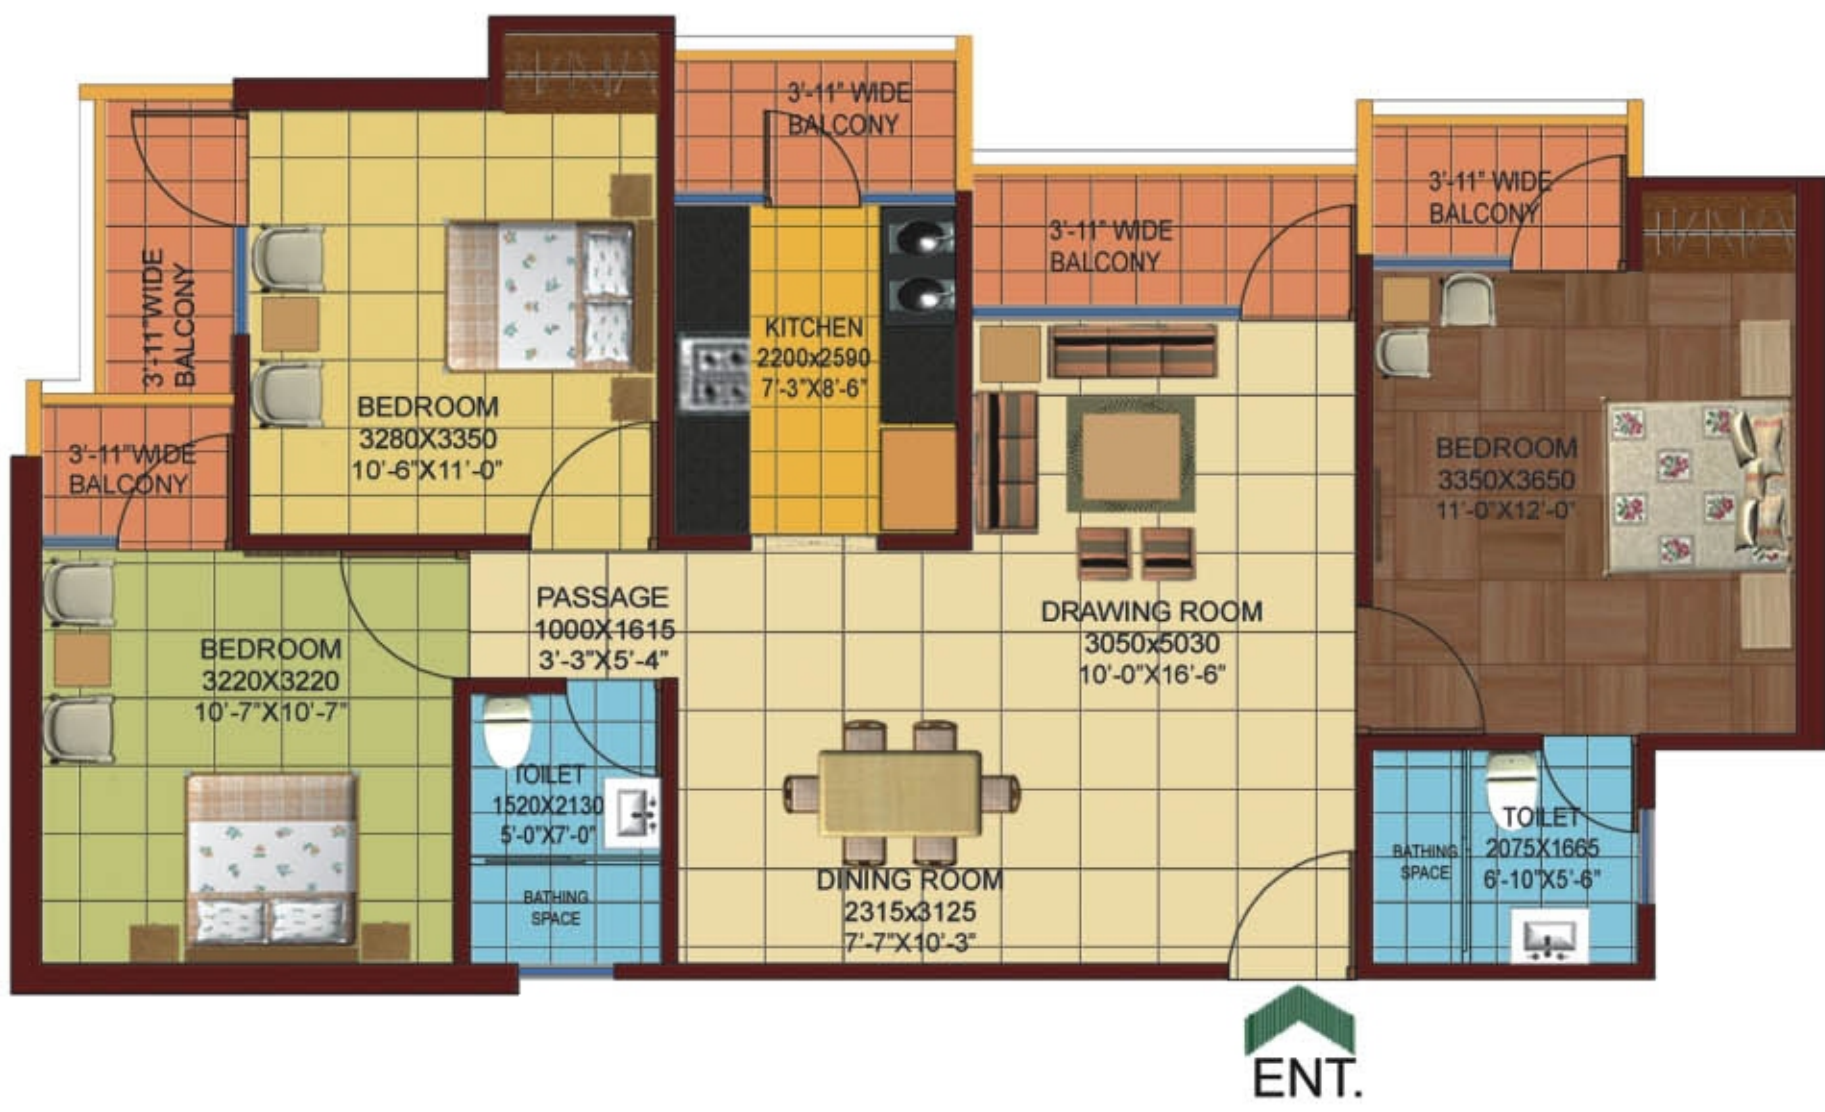 3'-11" WIDE
BALCONY
3'-11" WIDE
BALCONY
3'-11" WIDE
BALCONY
3'-11"WIDE
BALCONY
3'-11"WIDE
BALCONY
KITCHEN
2200x2590
7'-3"X8'-6"
BEDROOM
3280X3350
10'-6"X11'-0"
BEDROOM
3350X3650
11'-0"X12'-0"
PASSAGE
1000X1615
3'-3"X5'-4"
DRAWING ROOM
3050x5030
10'-0"X16'-6"
BEDROOM
3220X3220
10'-7"X10'-7"
TOILET
1520X2130
5'-0"X7'-0"
BATHING
SPACE
DINING ROOM
2315x3125
7'-7"X10'-3"
BATHING
SPACE
TOILET
2075X1665
6'-10"X5'-6"
ENT.